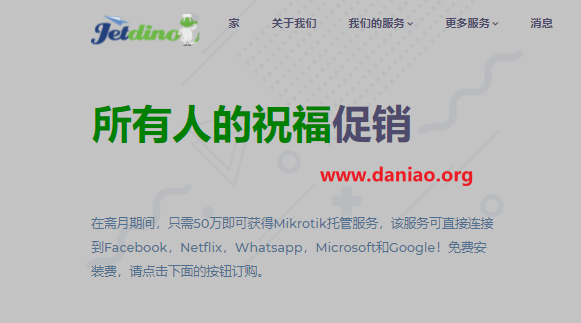 Jetdino
家 关于我们 我们的服务 更多服务 消息
所有人的祝福促销
www.daniao.org
在斋月期间，只需50万即可获得Mikrotik托管服务，该服务可直接连接
到Facebook，Netflix，Whatsapp，Microsoft和Google！免费安
装费，请点击下面的按钮订购。